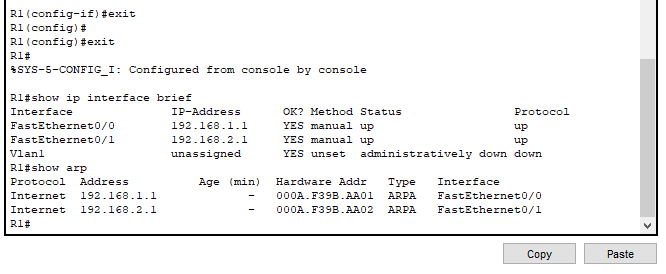 R1(config-if)#exit
R1(config)#
R1(config)#exit
R1#
%SYS-5-CONFIG_I: Configured from console by console
R1#show ip interface brief
Interface IP-Address OK? Method Status Protocol
FastEthernet0/0 192.168.1.1 YES manual up up
FastEthernet0/1 192.168.2.1 YES manual up up
Vlan1 unassigned YES unset administratively down down
R1#show arp
Protocol Address Age (min) Hardware Addr Type Interface
Internet 192.168.1.1 - 000A.F39B.AA01 ARPA FastEthernet0/0
Internet 192.168.2.1 - 000A.F39B.AA02 ARPA FastEthernet0/1
R1#
Copy Paste